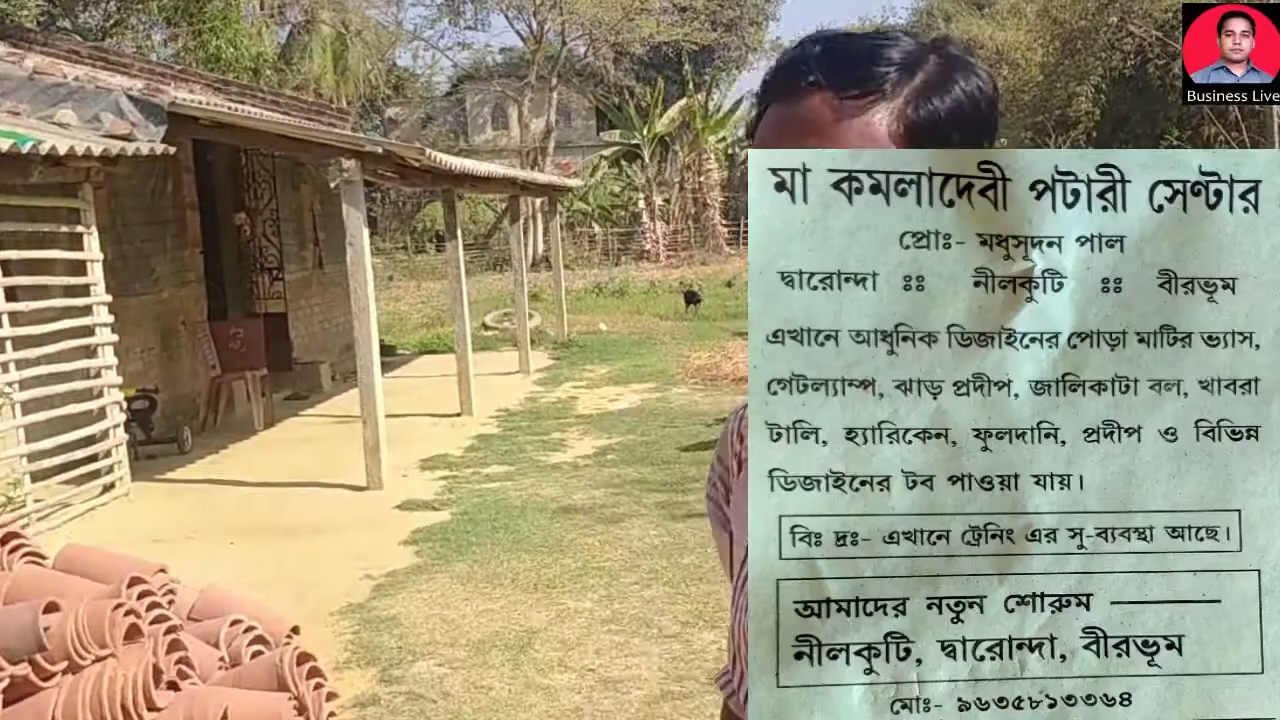 Business Live
মা কমলাদেবী পটারী সেণ্টার
প্রোঃ- মধুসূদন পাল
দ্বারোন্দা ঃঃ নীলকুটি ঃঃ বীরভূম
এখানে আধুনিক ডিজাইনের পোড়া মাটির ভ্যাস,
গেটল্যাম্প, ঝাড় প্রদীপ, জালিকাটা বল, খাবরা
টালি, হ্যারিকেন, ফুলদানি, প্রদীপ ও বিভিন্ন
ডিজাইনের টব পাওয়া যায়।
বিঃ দ্রঃ- এখানে ট্রেনিং এর সু-ব্যবস্থা আছে।
আমাদের নতুন শোরুম ———
নীলকুটি, দ্বারোন্দা, বীরভূম
মোঃ- ৯৬৩৫৮১৩৩৬৪